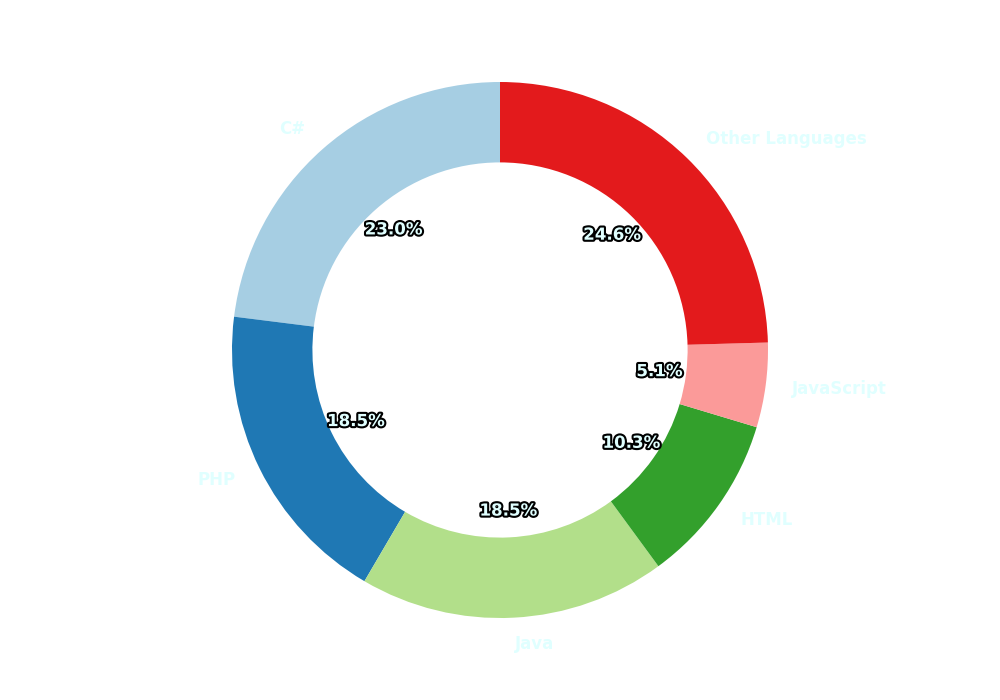 C#
Other Languages
23.0%
24.6%
5.1%
JavaScript
18.5%
10.3%
PHP
18.5%
HTML
Java